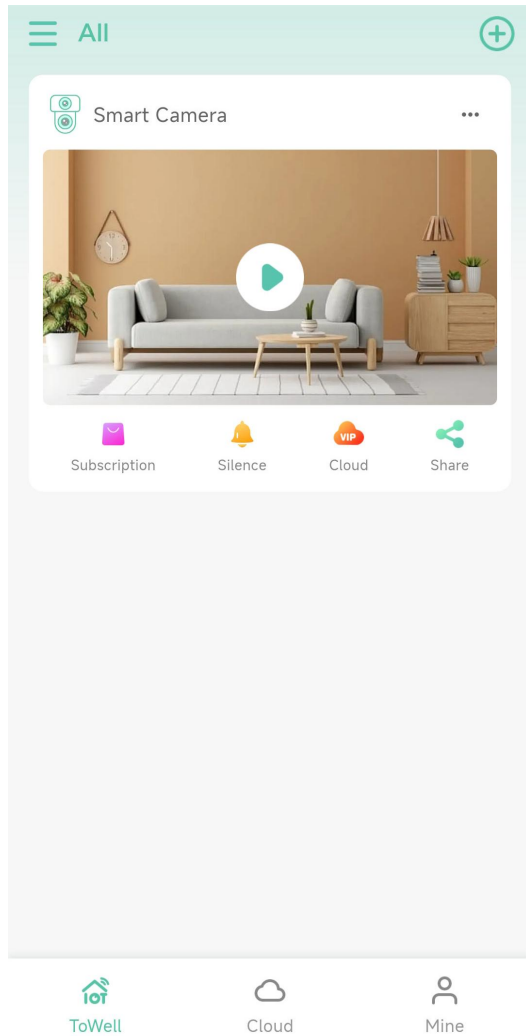 All
Smart Camera
Subscription
Silence
VIP
Cloud
Share
IOT
ToWell
Cloud
Mine